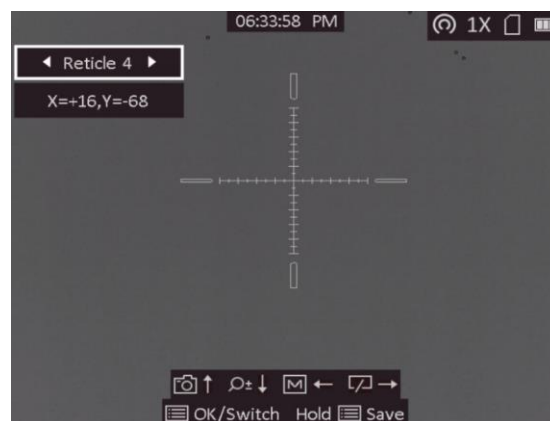 06:33:58 PM
1X
Reticle 4
X=+16,Y=-68
M
OK/Switch Hold Save